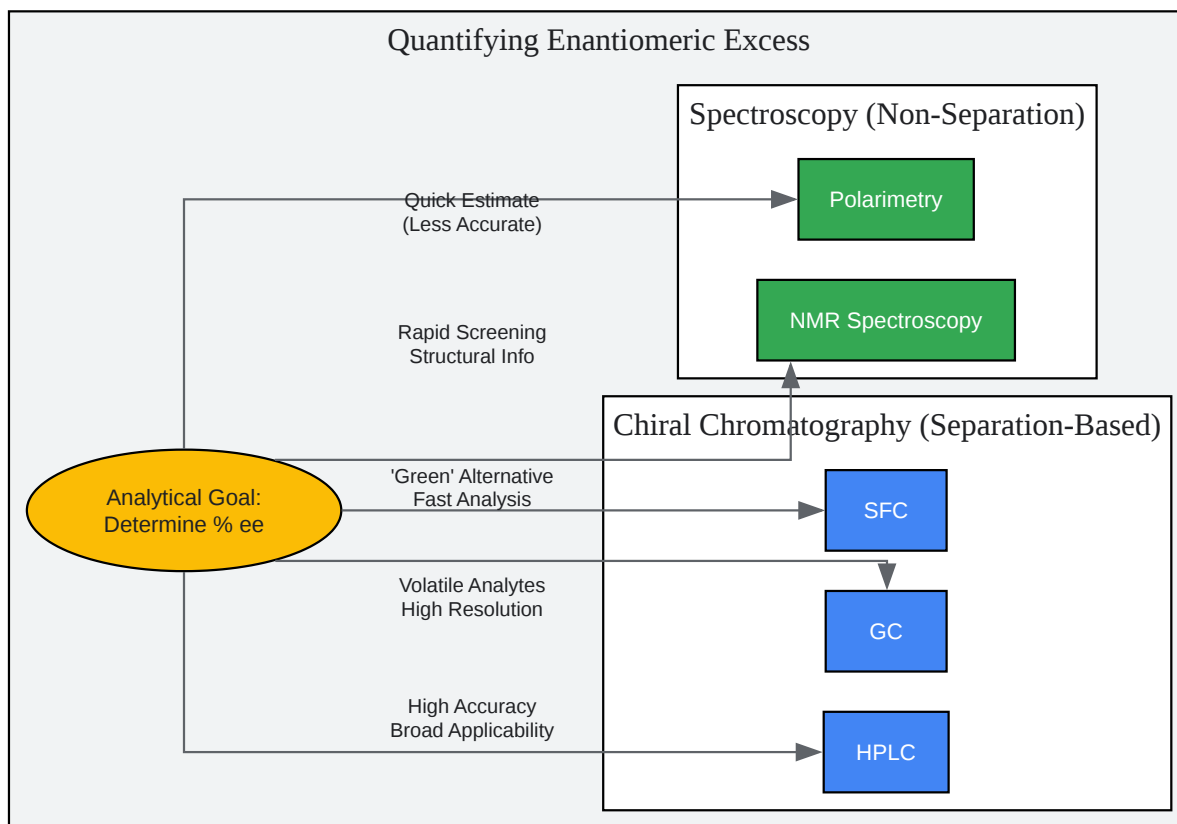 Quantifying Enantiomeric Excess
Spectroscopy (Non-Separation)
Quick Estimate
(Less Accurate)
Polarimetry
Rapid Screening
Structural Info
NMR Spectroscopy
Chiral Chromatography (Separation-Based)
Analytical Goal:
Determine % ee
'Green' Alternative
Fast Analysis
SFC
Volatile Analytes
High Resolution
GC
High Accuracy
Broad Applicability
HPLC